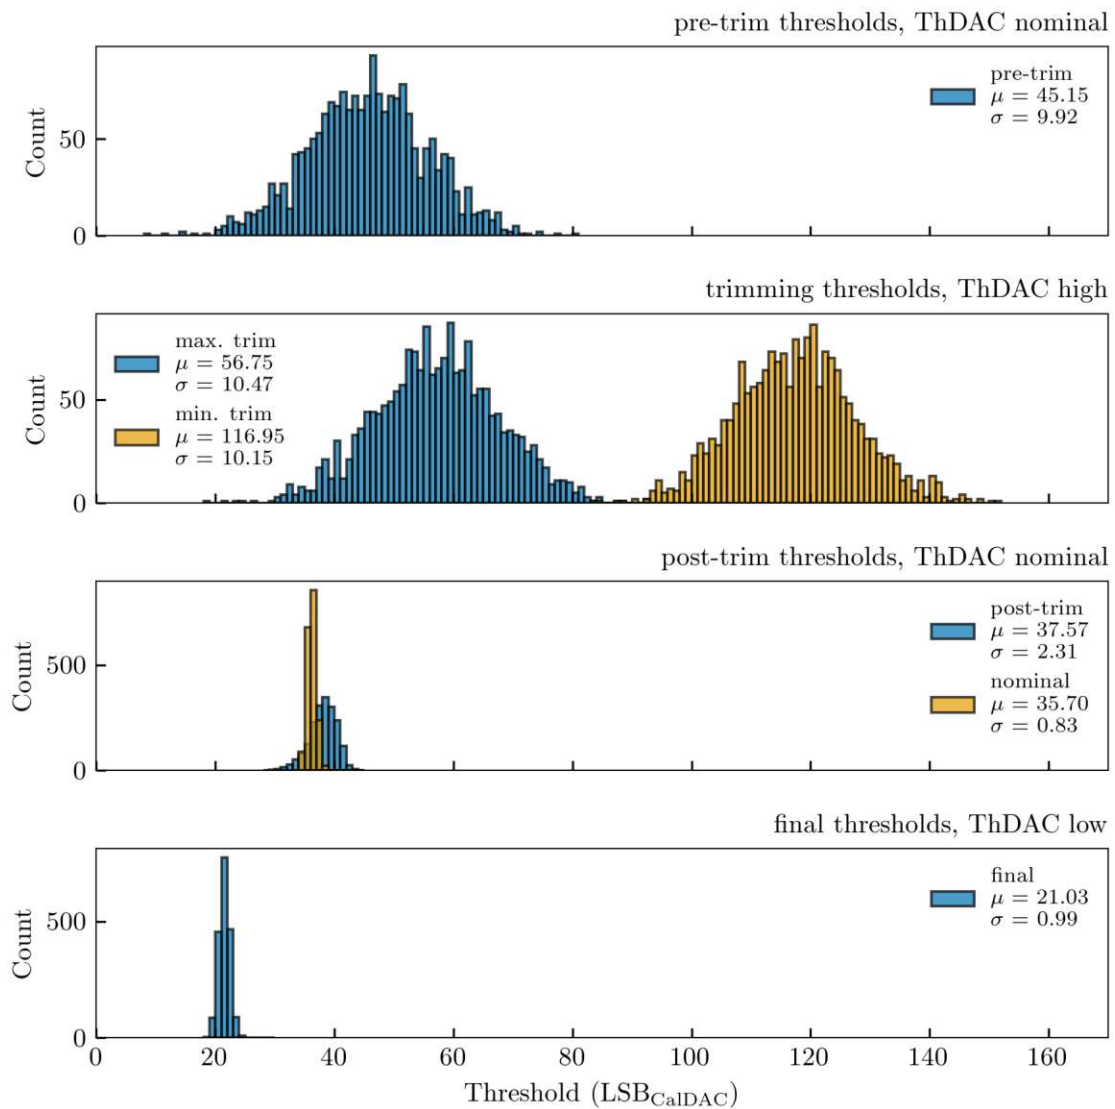 pre-trim thresholds, ThDAC nominal
Count
50
0
pre-trim
μ = 45.15
σ = 9.92
trimming thresholds, ThDAC high
Count
50
0
max. trim
μ = 56.75
σ = 10.47
min. trim
μ = 116.95
σ = 10.15
post-trim thresholds, ThDAC nominal
Count
500
0
post-trim
μ = 37.57
σ = 2.31
nominal
μ = 35.70
σ = 0.83
final thresholds, ThDAC low
Count
500
0
final
μ = 21.03
σ = 0.99
0 20 40 60 80 100 120 140 160
Threshold (LSB_CalDAC)